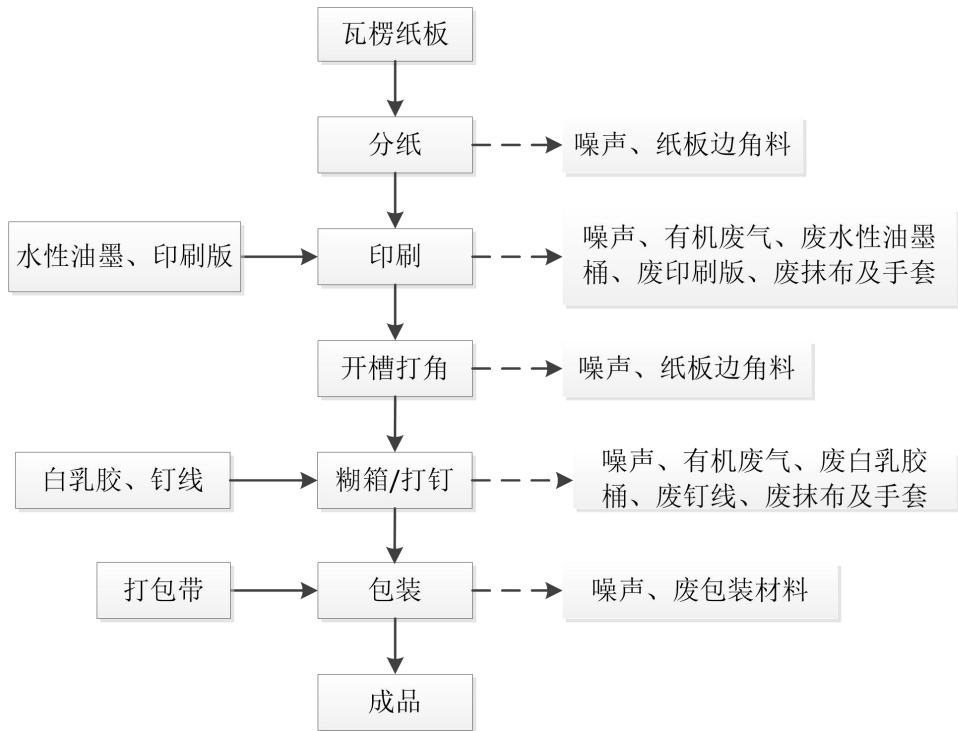 瓦楞纸板
分纸
噪声、纸板边角料
水性油墨、印刷版
印刷
噪声、有机废气、废水性油墨
桶、废印刷版、废抹布及手套
开槽打角
噪声、纸板边角料
白乳胶、钉线
糊箱/打钉
噪声、有机废气、废白乳胶
桶、废钉线、废抹布及手套
打包带
包装
噪声、废包装材料
成品